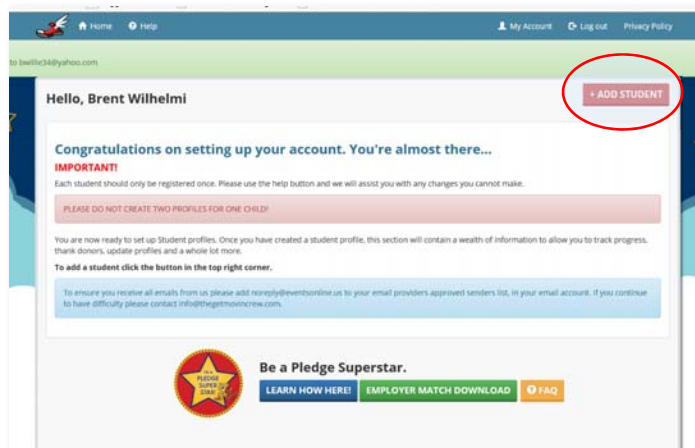 Home Help My Account Log out Privacy Policy
to bwillie34@yahoo.com
Hello, Brent Wilhelmi
+ ADD STUDENT
Congratulations on setting up your account. You're almost there...
IMPORTANT!
Each student should only be registered once. Please use the help button and we will assist you with any changes you cannot make.
PLEASE DO NOT CREATE TWO PROFILES FOR ONE CHILD!
You are now ready to set up Student profiles. Once you have created a student profile, this section will contain a wealth of information to allow you to track progress,
thank donors, update profiles and a whole lot more.
To add a student click the button in the top right corner.
To ensure you receive all emails from us please add noreply@eventsonline.us to your email providers approved senders list, in your email account. If you continue
to have difficulty please contact info@thegetmovincrew.com.
I'M A
PLEDGE
SUPER
STAR!
Be a Pledge Superstar.
LEARN HOW HERE! EMPLOYER MATCH DOWNLOAD FAQ